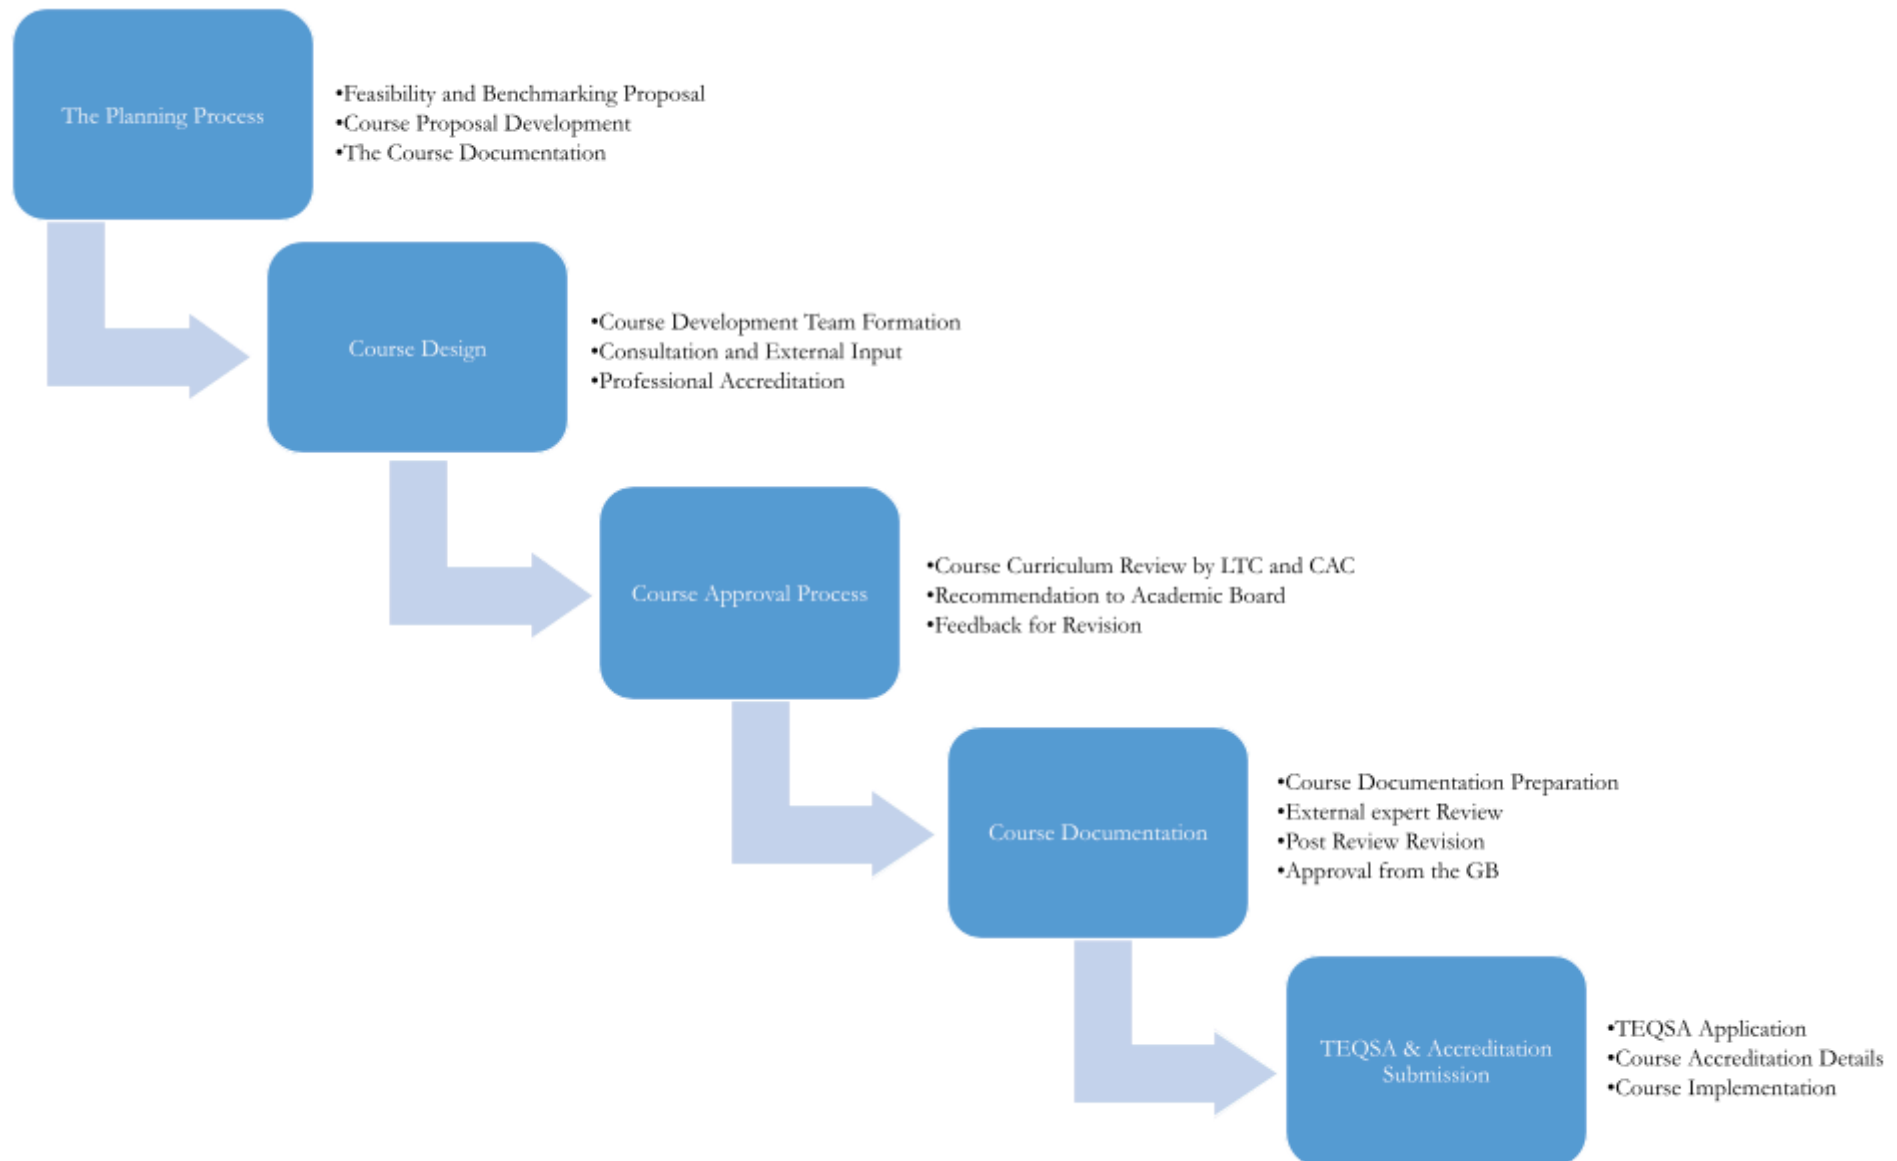 The Planning Process
•Feasibility and Benchmarking Proposal
•Course Proposal Development
•The Course Documentation
Course Design
•Course Development Team Formation
•Consultation and External Input
•Professional Accreditation
Course Approval Process
•Course Curriculum Review by LTC and CAC
•Recommendation to Academic Board
•Feedback for Revision
Course Documentation
•Course Documentation Preparation
•External expert Review
•Post Review Revision
•Approval from the GB
TEQSA & Accreditation
Submission
•TEQSA Application
•Course Accreditation Details
•Course Implementation